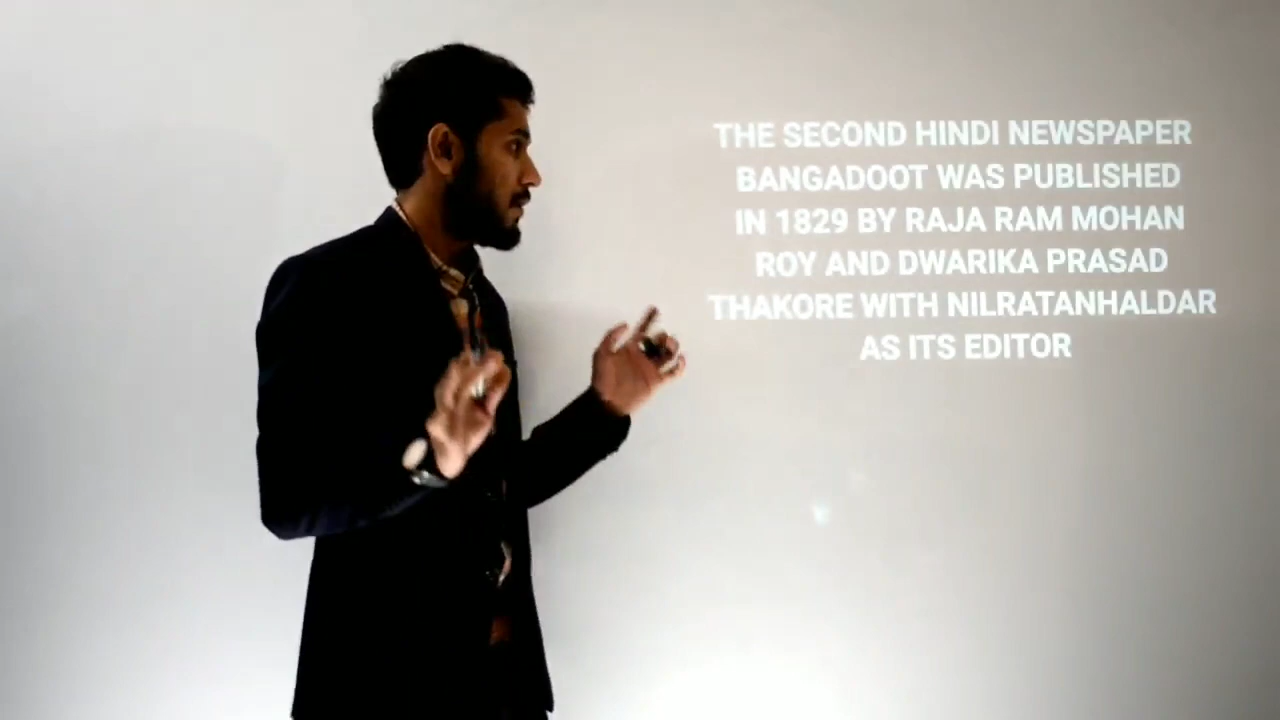 THE SECOND HINDI NEWSPAPER
BANGADOOT WAS PUBLISHED
IN 1829 BY RAJA RAM MOHAN
ROY AND DWARIKA PRASAD
THAKORE WITH NILRATANHALDAR
AS ITS EDITOR